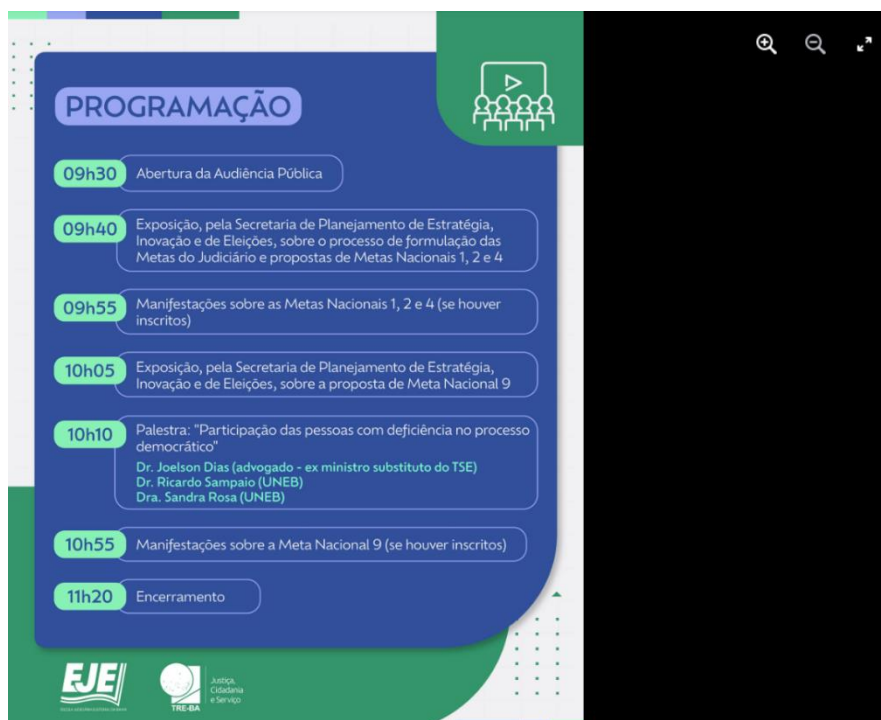 PROGRAMAÇÃO
09h30 Abertura da Audiência Pública
09h40 Exposição, pela Secretaria de Planejamento de Estratégia,
Inovação e de Eleições, sobre o processo de formulação das
Metas do Judiciário e propostas de Metas Nacionais 1, 2 e 4
09h55 Manifestações sobre as Metas Nacionais 1, 2 e 4 (se houver
inscritos)
10h05 Exposição, pela Secretaria de Planejamento de Estratégia,
Inovação e de Eleições, sobre a proposta de Meta Nacional 9
10h10 Palestra: "Participação das pessoas com deficiência no processo
democrático"
Dr. Joelson Dias (advogado - ex ministro substituto do TSE)
Dr. Ricardo Sampaio (UNEB)
Dra. Sandra Rosa (UNEB)
10h55 Manifestações sobre a Meta Nacional 9 (se houver inscritos)
11h20 Encerramento
EJE
TRE-BA
Justiça,
Cidadania
e Serviço